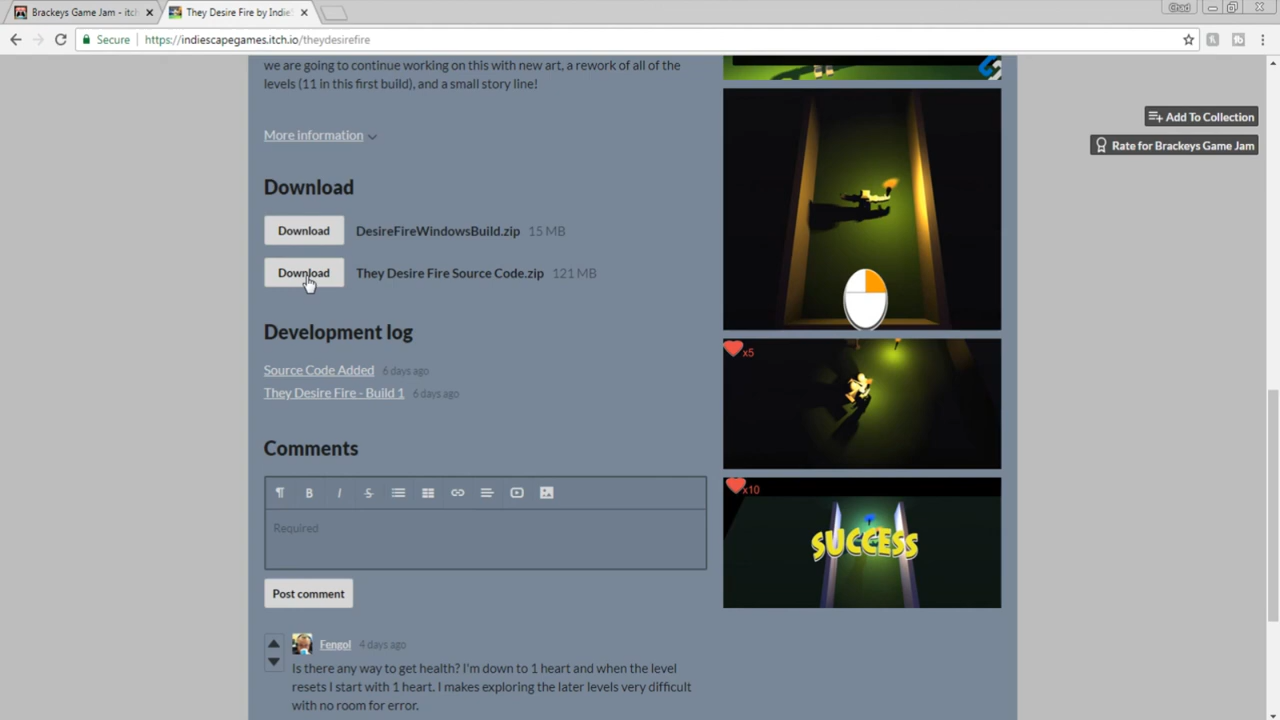 Brackeys Game Jam - itch
They Desire Fire by IndieS
Chad
Secure
https://indiescapegames.itch.io/theydesirefire
we are going to continue working on this with new art, a rework of all of the
levels (11 in this first build), and a small story line!
Add To Collection
Rate for Brackeys Game Jam
More information
Download
Download DesireFireWindowsBuild.zip 15 MB
Download They Desire Fire Source Code.zip 121 MB
Development log
Source Code Added 6 days ago
They Desire Fire - Build 1 6 days ago
x5
Comments
x10
SUCCESS
Required
Post comment
Fengol 4 days ago
Is there any way to get health? I'm down to 1 heart and when the level
resets I start with 1 heart. I makes exploring the later levels very difficult
with no room for error.